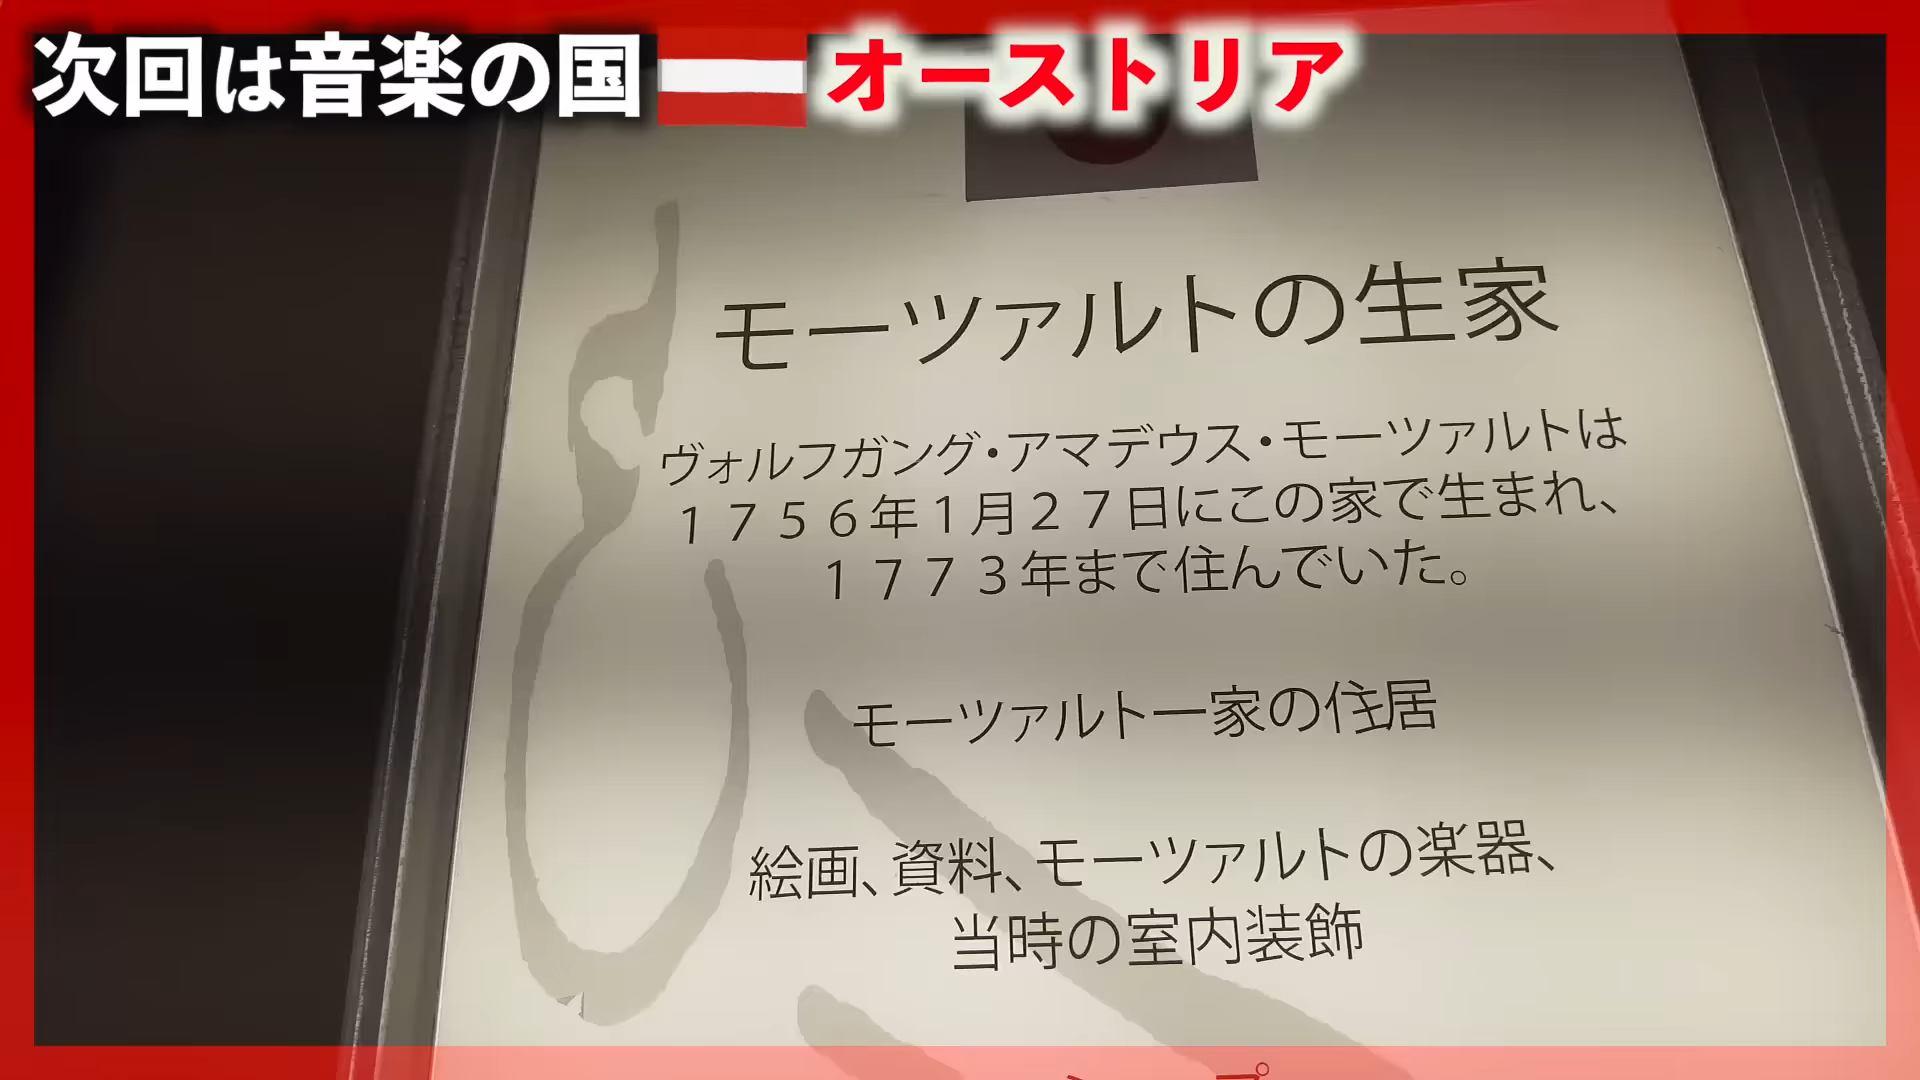 次回は音楽の国 オーストリア
モーツァルトの生家
ヴォルフガング・アマデウス・モーツァルトは
１７５６年１月２７日にこの家で生まれ、
１７７３年まで住んでいた。
モーツァルト一家の住居
絵画、資料、モーツァルトの楽器、
当時の室内装飾